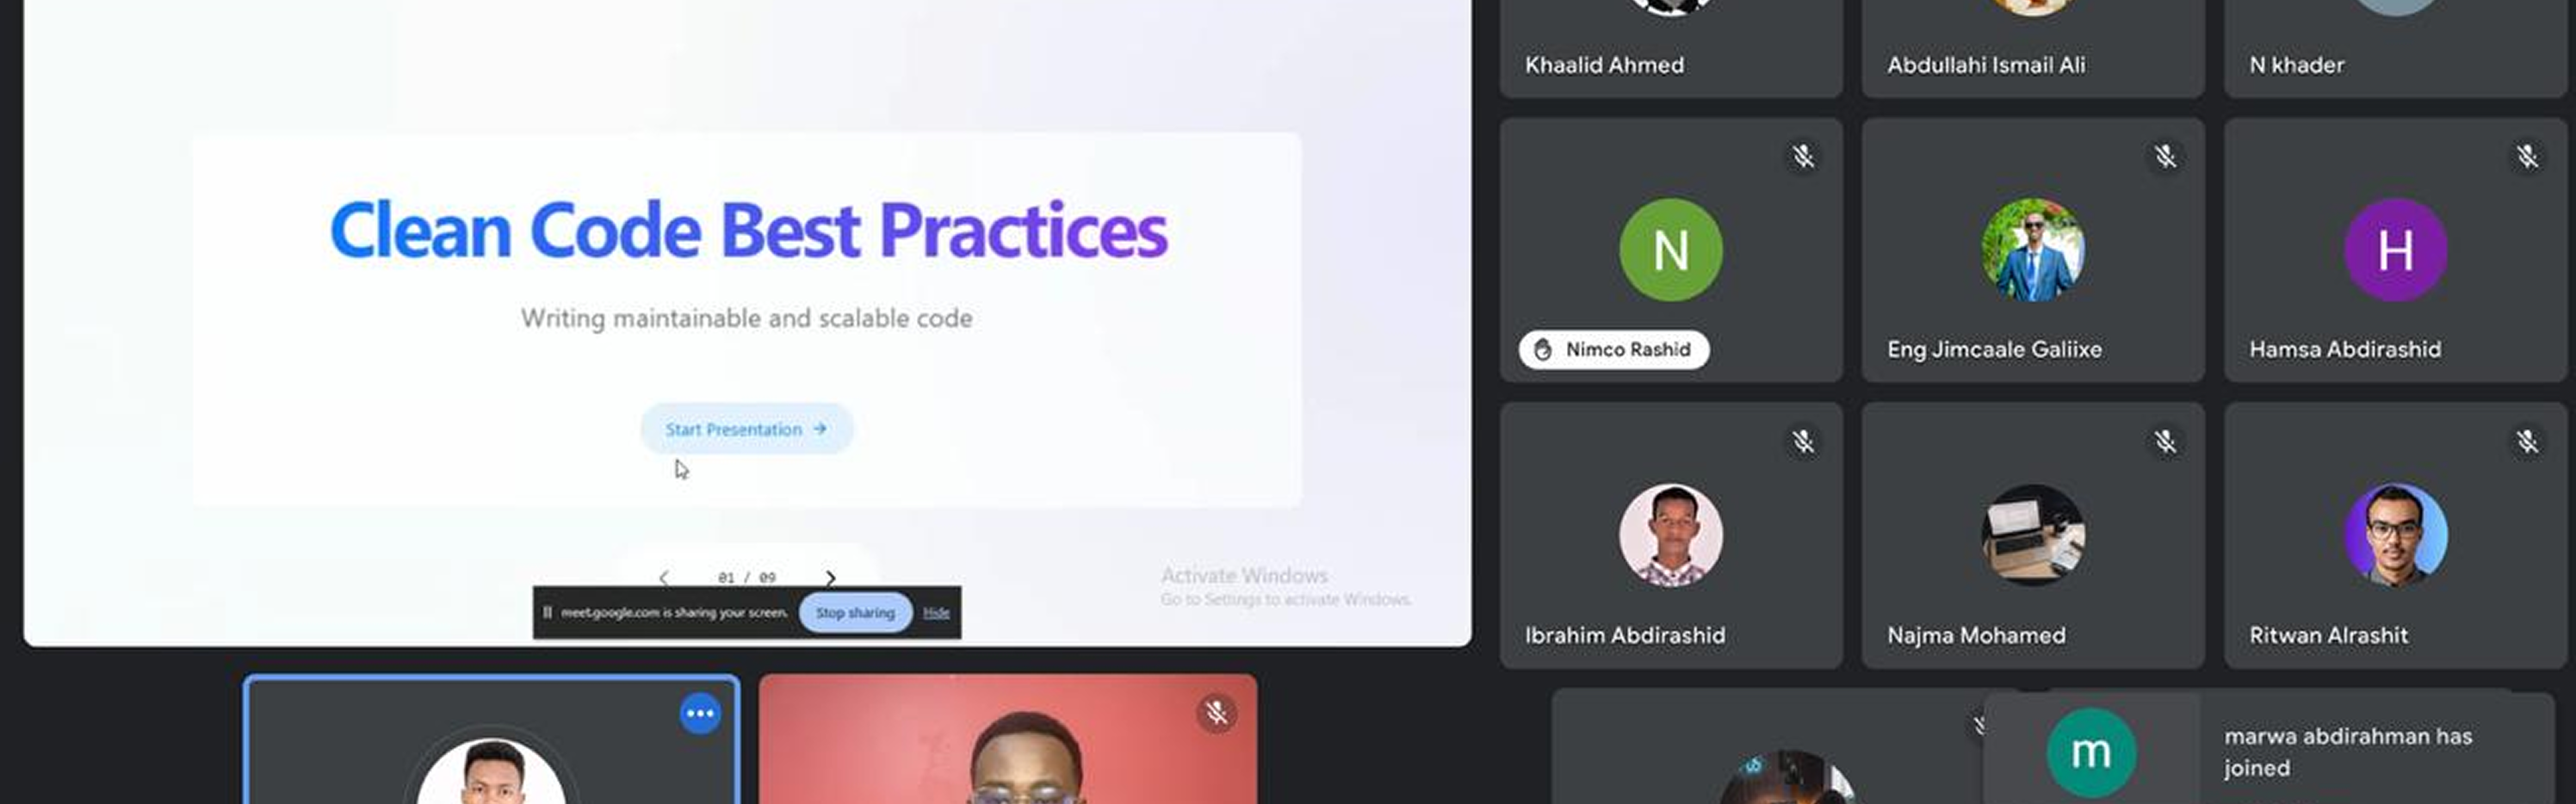 Clean Code Best Practices
Writing maintainable and scalable code
Start Presentation →
01 / 09
Activate Windows
Go to Settings to activate Windows.
meet.google.com is sharing your screen.
Stop sharing
Hide
Khaalid Ahmed
Abdullahi Ismail Ali
N khader
N
Nimco Rashid
Eng Jimcaale Galiixe
H
Hamsa Abdirashid
Ibrahim Abdirashid
Najma Mohamed
Ritwan Alrashit
m
marwa abdirahman has
joined